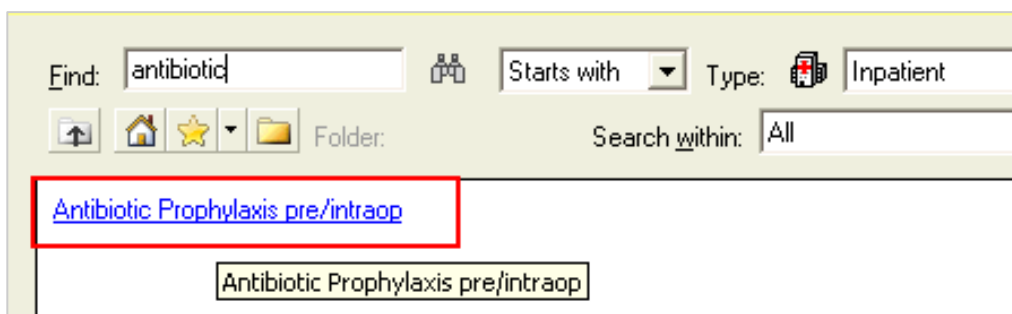 Find: antibiotic Starts with Type: Inpatient
Folder: Search within: All
Antibiotic Prophylaxis pre/intraop
Antibiotic Prophylaxis pre/intraop